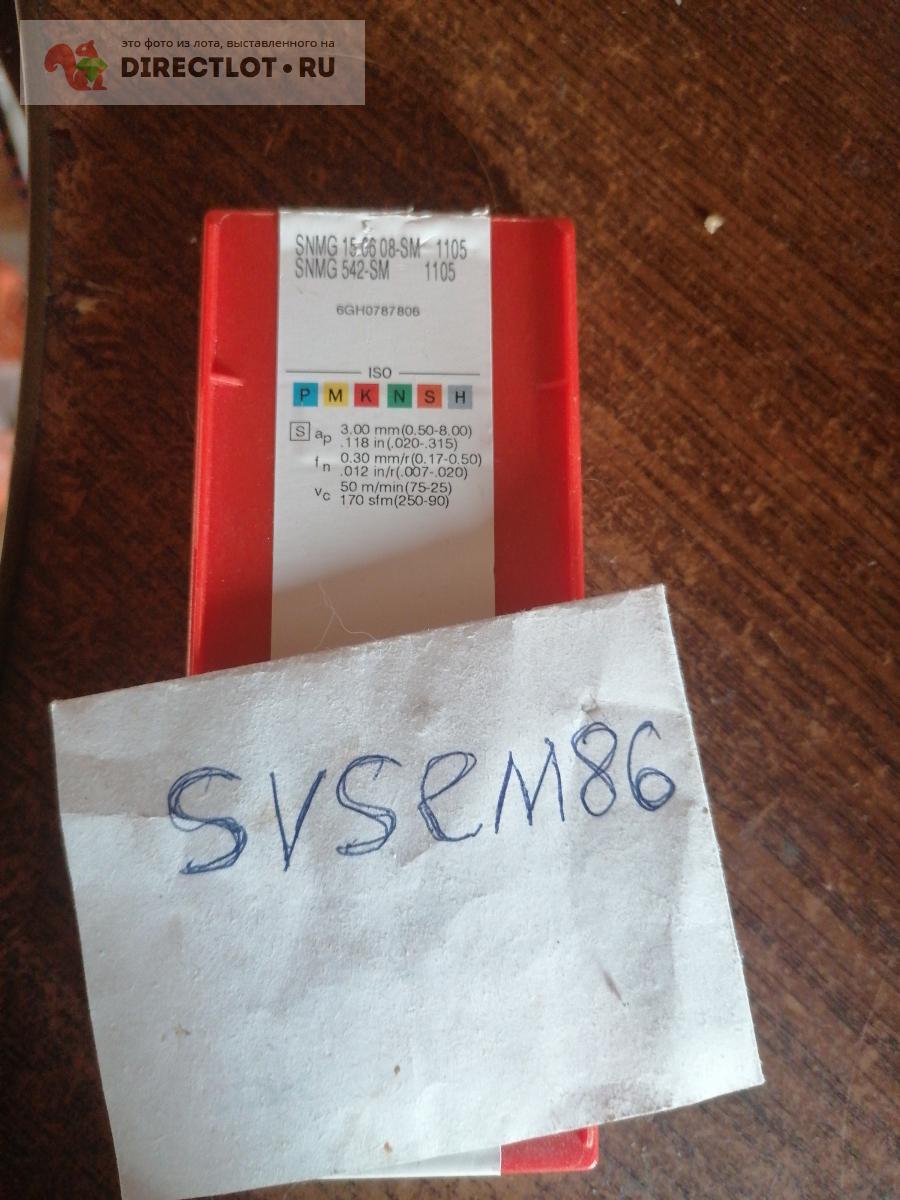 это фото из лота, выставленного на
DIRECTLOT•RU
SNMG 15 06 08-SM 1105
SNMG 542-SM 1105
6GH0787806
ISO
P M K N S H
S ap 3.00 mm(0.50-8.00)
.118 in(.020-.315)
fn 0.30 mm/r(0.17-0.50)
.012 in/r(.007-.020)
vc 50 m/min(75-25)
170 sfm(250-90)
SVSEM86